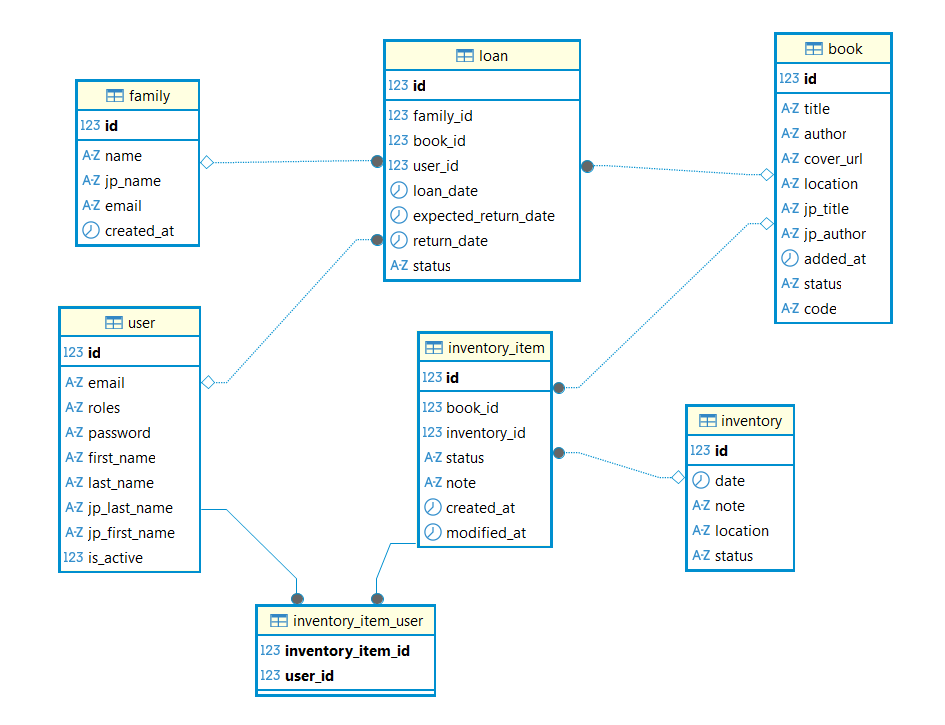 family
123 id
A-Z name
A-Z jp_name
A-Z email
created_at
loan
123 id
123 family_id
123 book_id
123 user_id
loan_date
expected_return_date
return_date
A-Z status
book
123 id
A-Z title
A-Z author
A-Z cover_url
A-Z location
A-Z jp_title
A-Z jp_author
added_at
A-Z status
A-Z code
user
123 id
A-Z email
A-Z roles
A-Z password
A-Z first_name
A-Z last_name
A-Z jp_last_name
A-Z jp_first_name
123 is_active
inventory_item
123 id
123 book_id
123 inventory_id
A-Z status
A-Z note
created_at
modified_at
inventory
123 id
date
A-Z note
A-Z location
A-Z status
inventory_item_user
123 inventory_item_id
123 user_id